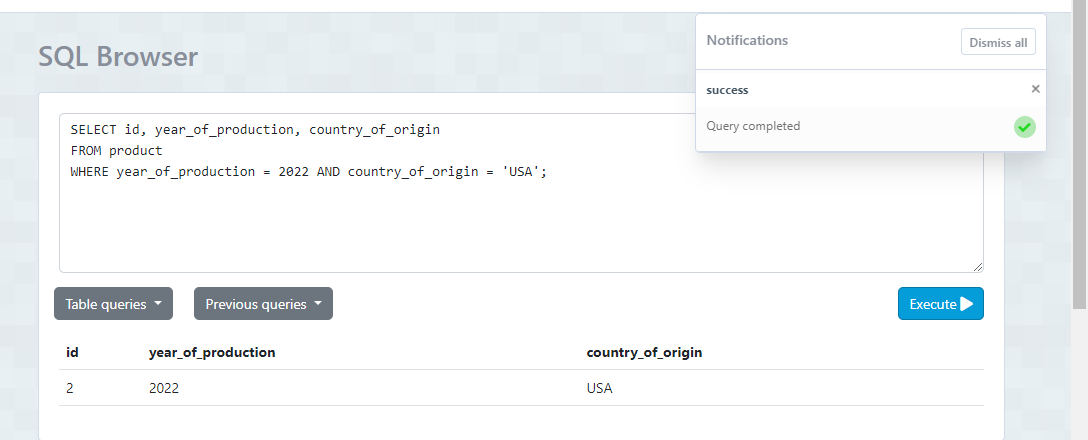 SQL Browser
Notifications
Dismiss all
success
×
Query completed
SELECT id, year_of_production, country_of_origin
FROM product
WHERE year_of_production = 2022 AND country_of_origin = 'USA';
Table queries
Previous queries
Execute
id year_of_production country_of_origin
2 2022 USA